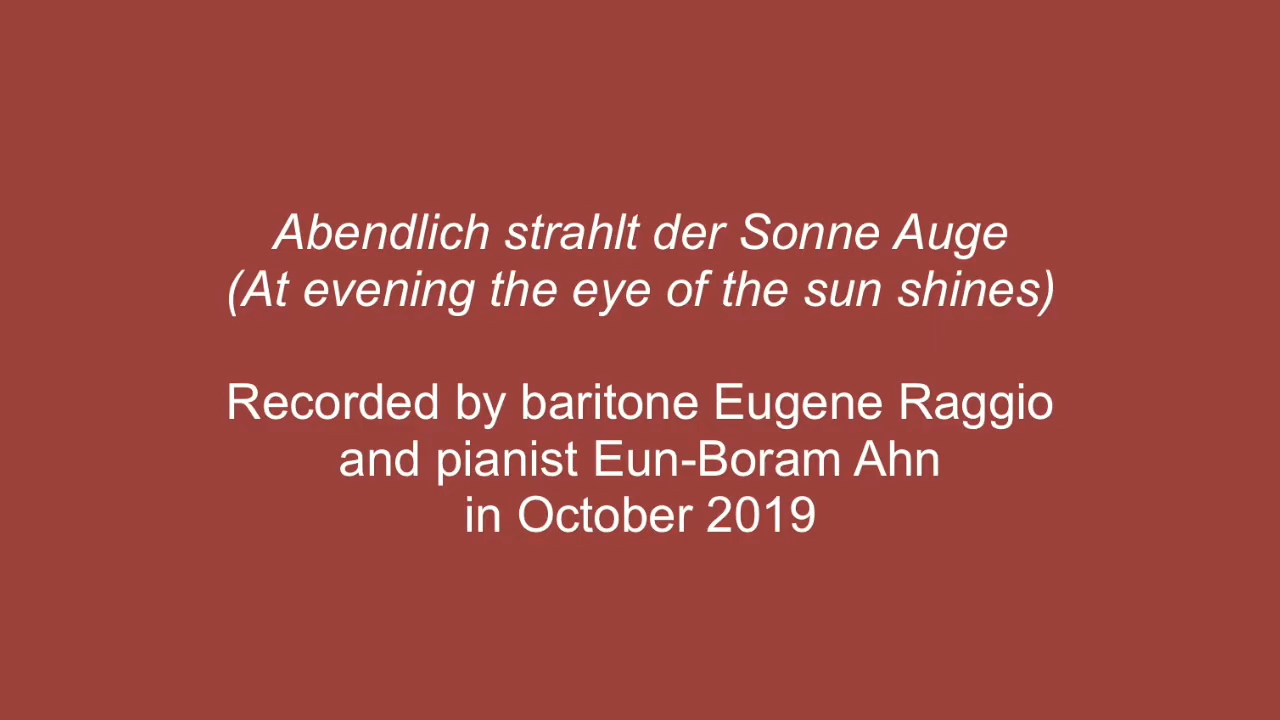 Abendlich strahlt der Sonne Auge
(At evening the eye of the sun shines)
Recorded by baritone Eugene Raggio
and pianist Eun-Boram Ahn
in October 2019